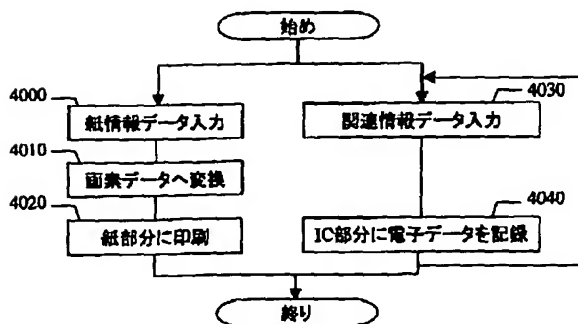 始め
4000
紙情報データ入力
4010
画素データへ変換
4020
紙部分に印刷
4030
関連情報データ入力
4040
IC部分に電子データを記録
終り